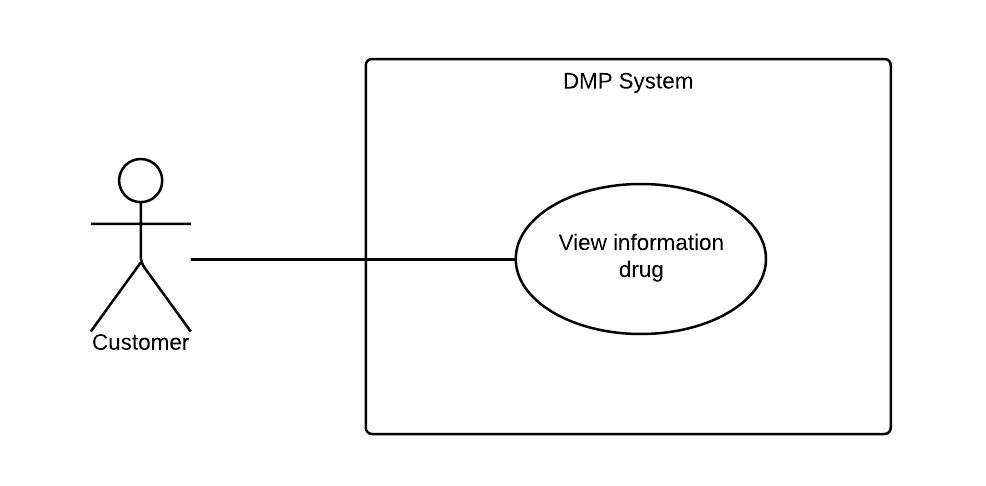 DMP System
View information
drug
Customer